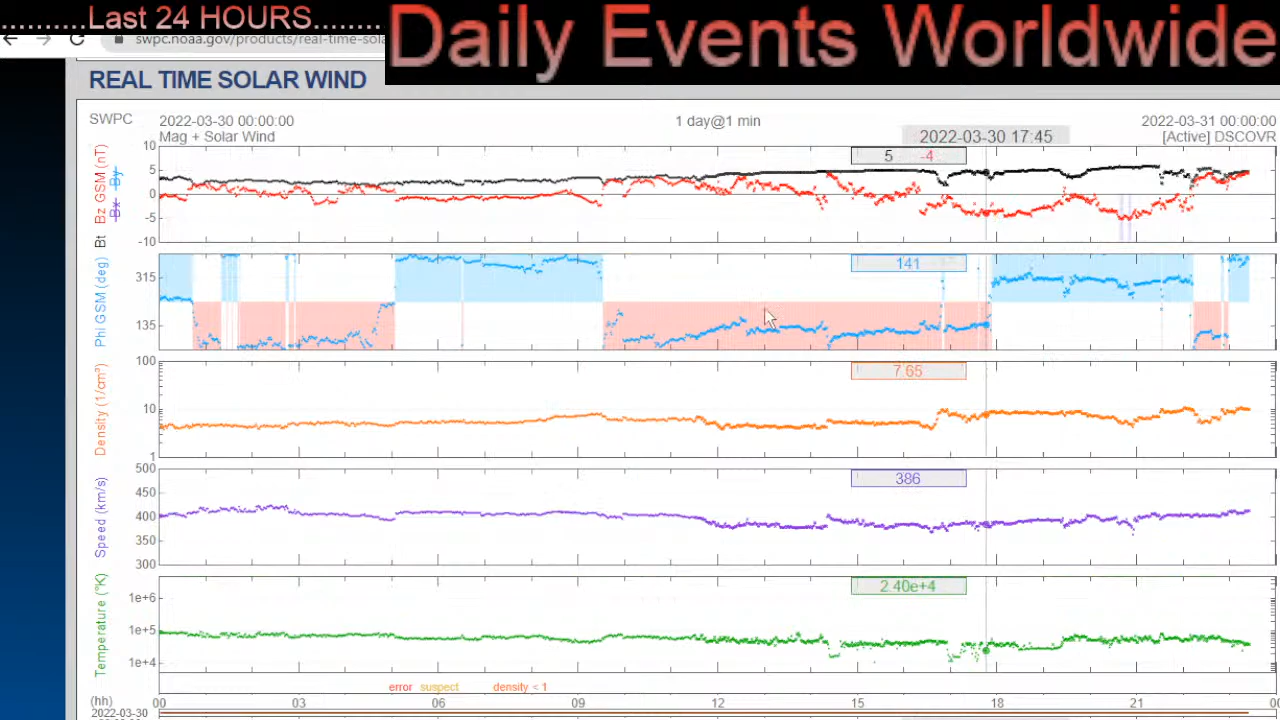 ..........Last 24 HOURS.......
Daily Events Worldwide
swpc.noaa.gov/products/real-time-sola
REAL TIME SOLAR WIND
SWPC
2022-03-30 00:00:00
1 day@1 min
2022-03-31 00:00:00
Mag + Solar Wind
2022-03-30 17:45
[Active] DSCOVR
Bt Bz GSM (nT)
Bx By
10
5
0
-5
-10
5 -4
Phi GSM (deg)
315
135
141
Density (1/cm³)
100
10
1
7.65
Speed (km/s)
500
450
400
350
300
386
Temperature (°K)
1e+6
1e+5
1e+4
2.40e+4
error suspect density < 1
(hh) 00 03 06 09 12 15 18 21 00
2022-03-30